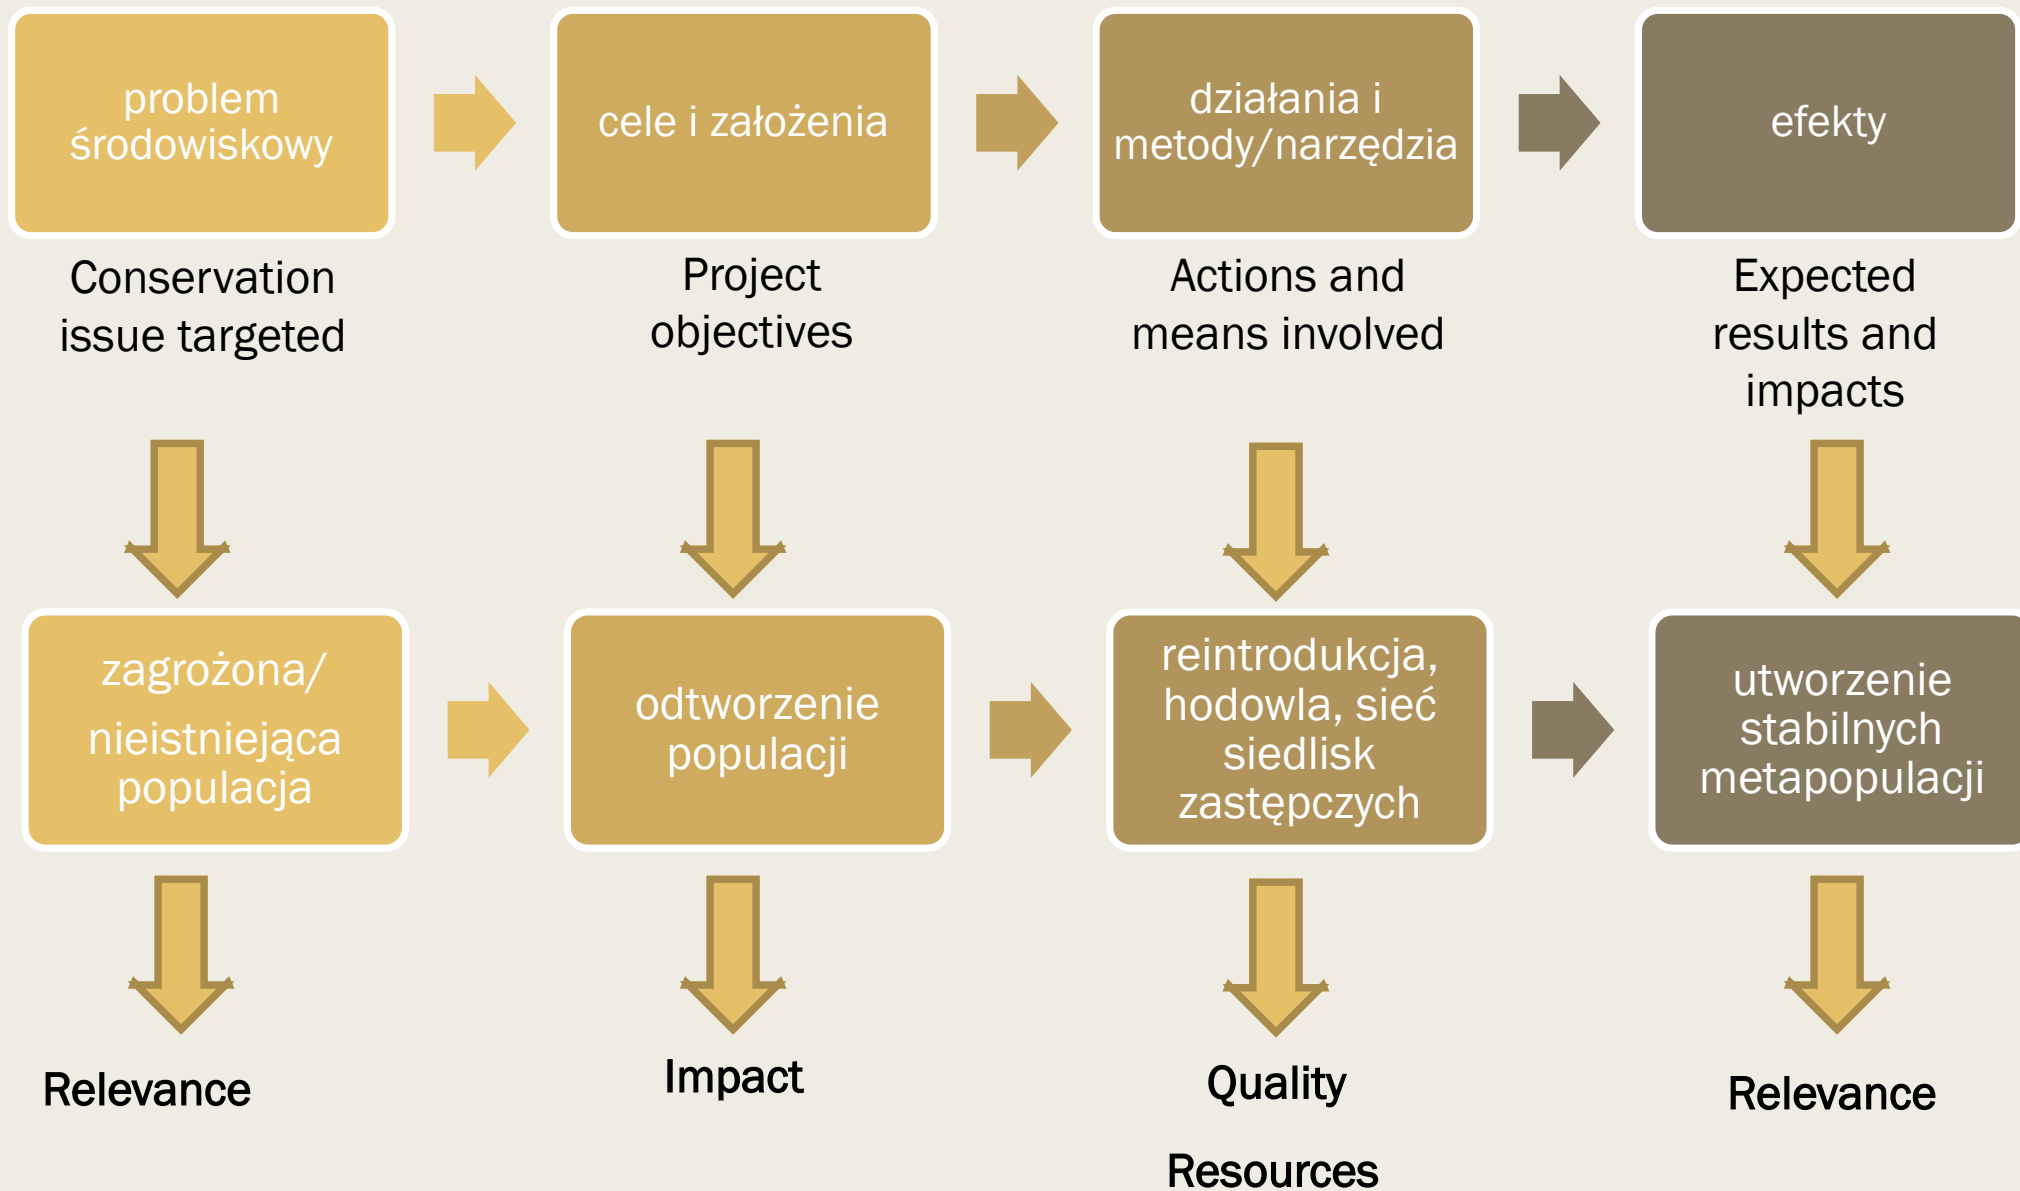 problem
środowiskowy
cele i założenia
działania i
metody/narzędzia
efekty
Conservation
issue targeted
Project
objectives
Actions and
means involved
Expected
results and
impacts
zagrożona/
nieistniejąca
populacja
odtworzenie
populacji
reintrodukcja,
hodowla, sieć
siedlisk
zastępczych
utworzenie
stabilnych
metapopulacji
Relevance
Impact
Quality
Resources
Relevance